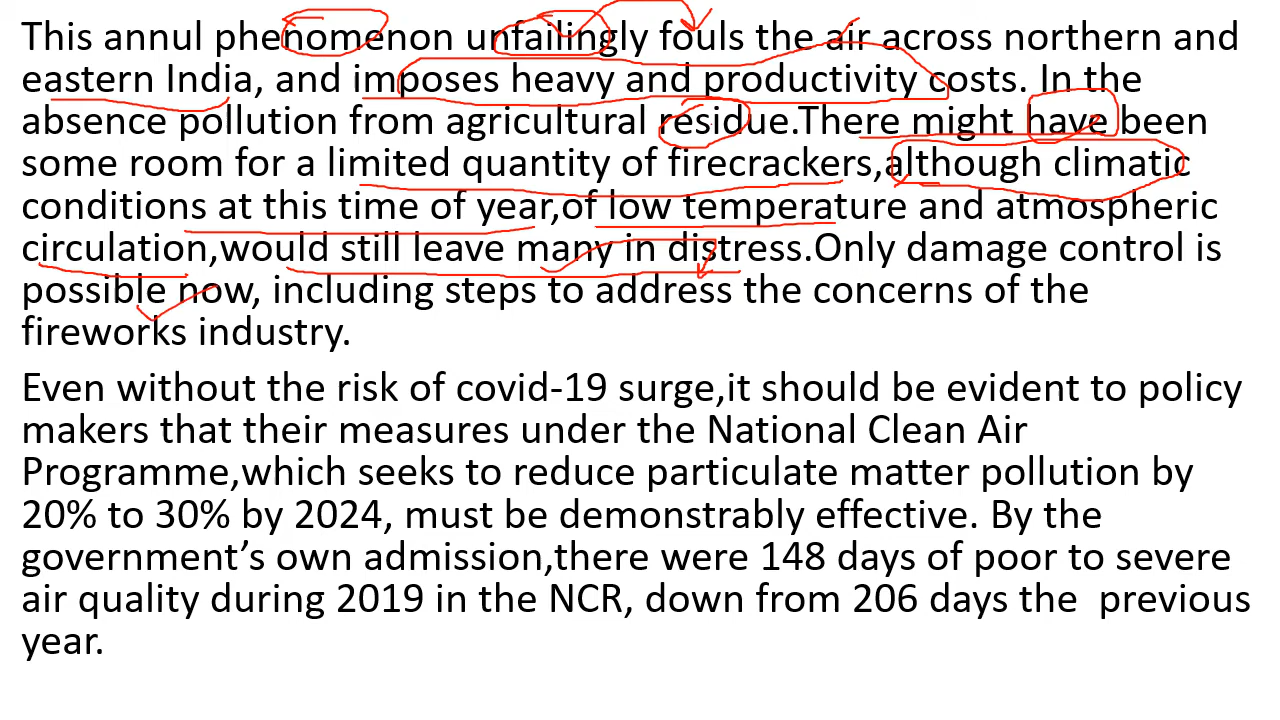 This annul phenomenon unfailingly fouls the air across northern and
eastern India, and imposes heavy and productivity costs. In the
absence pollution from agricultural residue.There might have been
some room for a limited quantity of firecrackers,although climatic
conditions at this time of year,of low temperature and atmospheric
circulation,would still leave many in distress.Only damage control is
possible now, including steps to address the concerns of the
fireworks industry.
Even without the risk of covid-19 surge,it should be evident to policy
makers that their measures under the National Clean Air
Programme,which seeks to reduce particulate matter pollution by
20% to 30% by 2024, must be demonstrably effective. By the
government’s own admission,there were 148 days of poor to severe
air quality during 2019 in the NCR, down from 206 days the  previous
year.